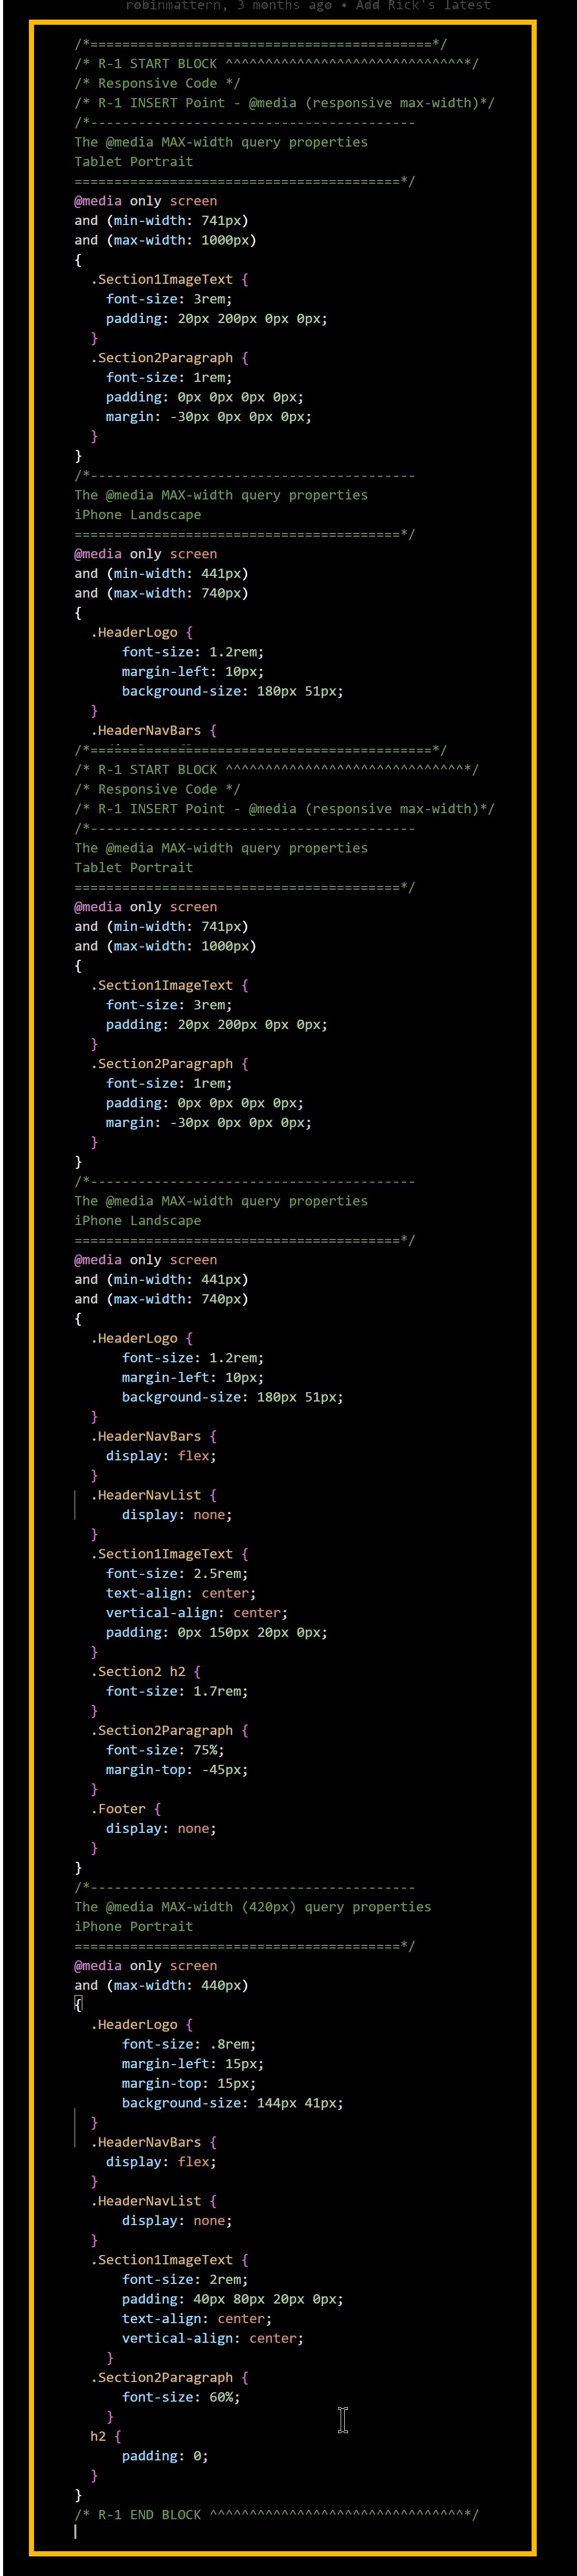 robinmattern, 3 months ago • Add Rick's latest
/*===========================================*/
/* R-1 START BLOCK ^^^^^^^^^^^^^^^^^^^^^^^^^^^^^^*/
/* Responsive Code */
/* R-1 INSERT Point - @media (responsive max-width)*/
/*-----------------------------------------
The @media MAX-width query properties
Tablet Portrait
=========================================*/
@media only screen
and (min-width: 741px)
and (max-width: 1000px)
{
  .Section1ImageText {
    font-size: 3rem;
    padding: 20px 200px 0px 0px;
  }
  .Section2Paragraph {
    font-size: 1rem;
    padding: 0px 0px 0px 0px;
    margin: -30px 0px 0px 0px;
  }
}
/*-----------------------------------------
The @media MAX-width query properties
iPhone Landscape
=========================================*/
@media only screen
and (min-width: 441px)
and (max-width: 740px)
{
  .HeaderLogo {
      font-size: 1.2rem;
      margin-left: 10px;
      background-size: 180px 51px;
  }
  .HeaderNavBars {
/*===========================================*/
/* R-1 START BLOCK ^^^^^^^^^^^^^^^^^^^^^^^^^^^^^^*/
/* Responsive Code */
/* R-1 INSERT Point - @media (responsive max-width)*/
/*-----------------------------------------
The @media MAX-width query properties
Tablet Portrait
=========================================*/
@media only screen
and (min-width: 741px)
and (max-width: 1000px)
{
  .Section1ImageText {
    font-size: 3rem;
    padding: 20px 200px 0px 0px;
  }
  .Section2Paragraph {
    font-size: 1rem;
    padding: 0px 0px 0px 0px;
    margin: -30px 0px 0px 0px;
  }
}
/*-----------------------------------------
The @media MAX-width query properties
iPhone Landscape
=========================================*/
@media only screen
and (min-width: 441px)
and (max-width: 740px)
{
  .HeaderLogo {
      font-size: 1.2rem;
      margin-left: 10px;
      background-size: 180px 51px;
  }
  .HeaderNavBars {
    display: flex;
  }
  .HeaderNavList {
      display: none;
  }
  .Section1ImageText {
    font-size: 2.5rem;
    text-align: center;
    vertical-align: center;
    padding: 0px 150px 20px 0px;
  }
  .Section2 h2 {
    font-size: 1.7rem;
  }
  .Section2Paragraph {
    font-size: 75%;
    margin-top: -45px;
  }
  .Footer {
    display: none;
  }
}
/*-----------------------------------------
The @media MAX-width (420px) query properties
iPhone Portrait
=========================================*/
@media only screen
and (max-width: 440px)
{
  .HeaderLogo {
      font-size: .8rem;
      margin-left: 15px;
      margin-top: 15px;
      background-size: 144px 41px;
  }
  .HeaderNavBars {
    display: flex;
  }
  .HeaderNavList {
      display: none;
  }
  .Section1ImageText {
      font-size: 2rem;
      padding: 40px 80px 20px 0px;
      text-align: center;
      vertical-align: center;
    }
  .Section2Paragraph {
      font-size: 60%;
    }
  h2 {
      padding: 0;
  }
}
/* R-1 END BLOCK ^^^^^^^^^^^^^^^^^^^^^^^^^^^^^^^^*/